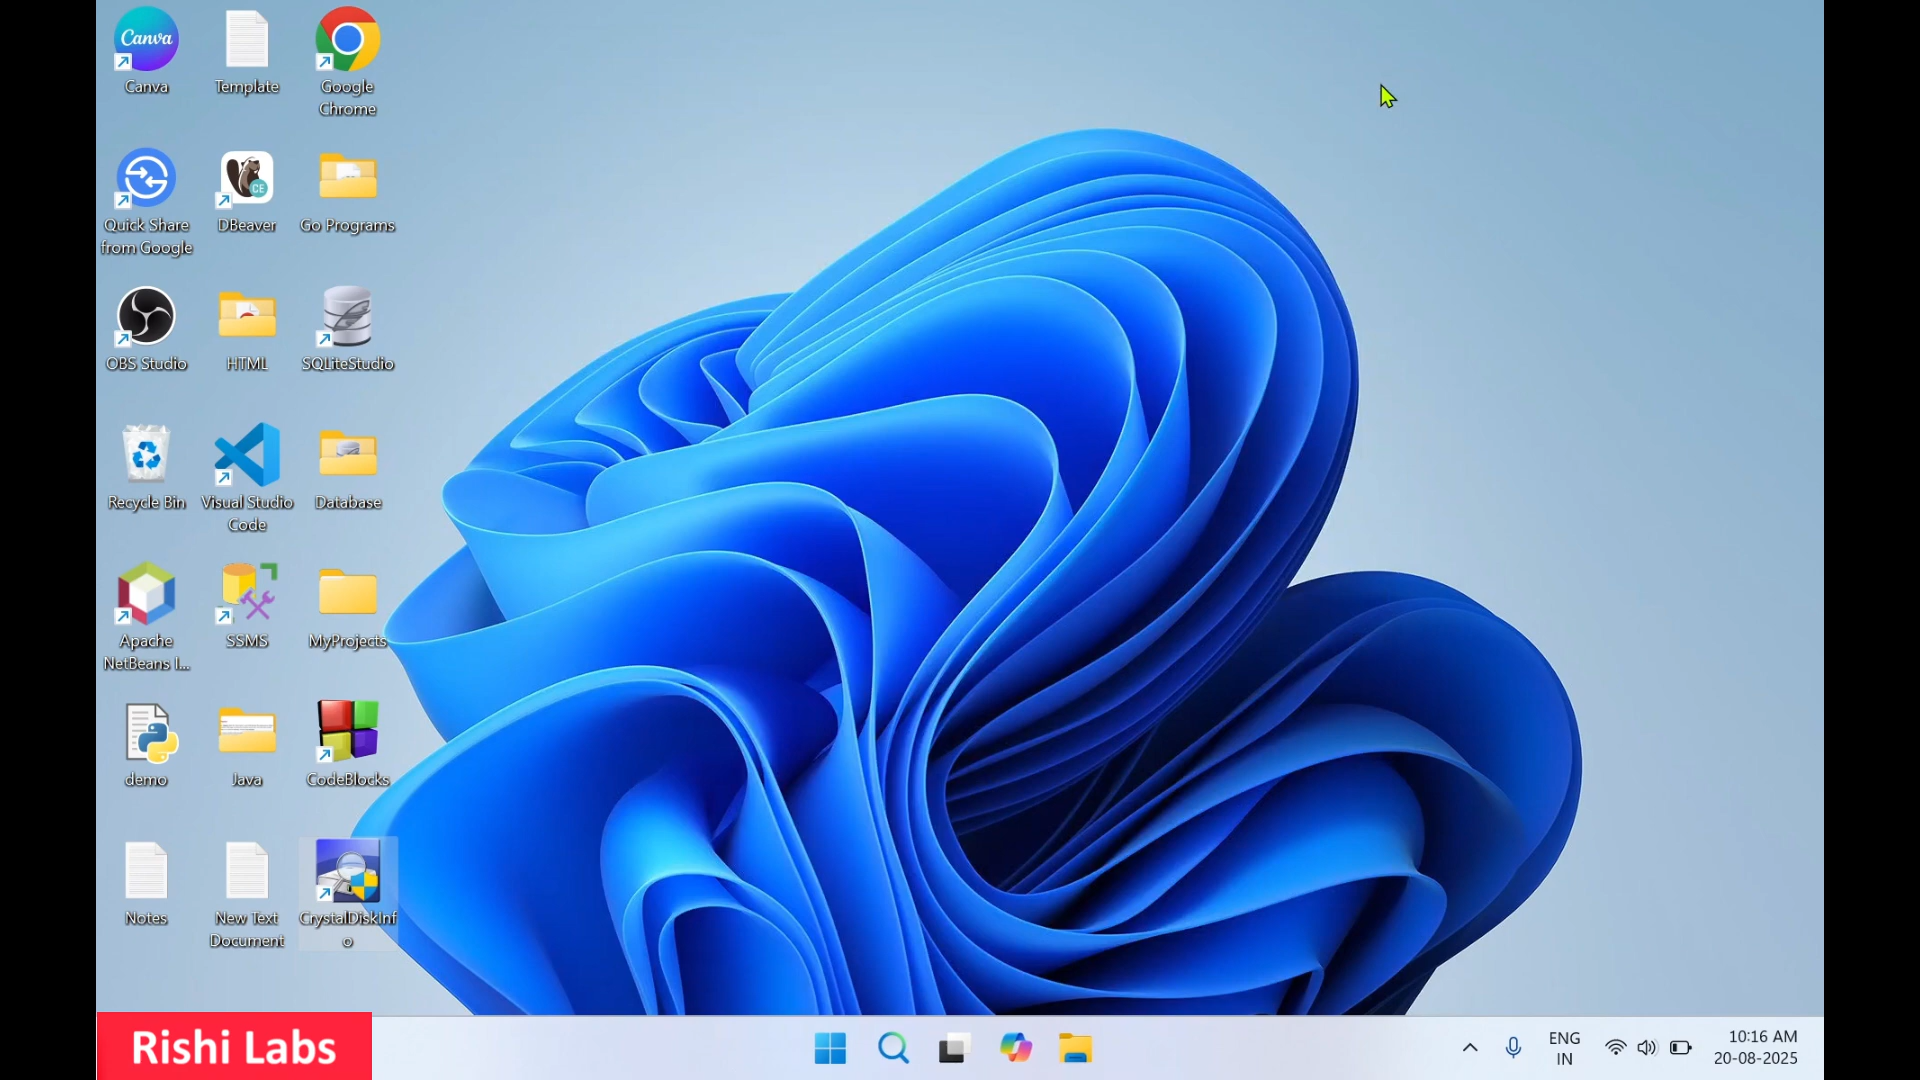 Canva
Canva
Template
Google
Chrome
Quick Share
from Google
CE
DBeaver
Go Programs
OBS Studio
HTML
SQLiteStudio
Recycle Bin
Visual Studio
Code
Database
Apache
NetBeans I...
SSMS
MyProjects
demo
Java
CodeBlocks
Notes
New Text
Document
CrystalDiskInf
o
Rishi Labs
ENG
IN
10:16 AM
20-08-2025